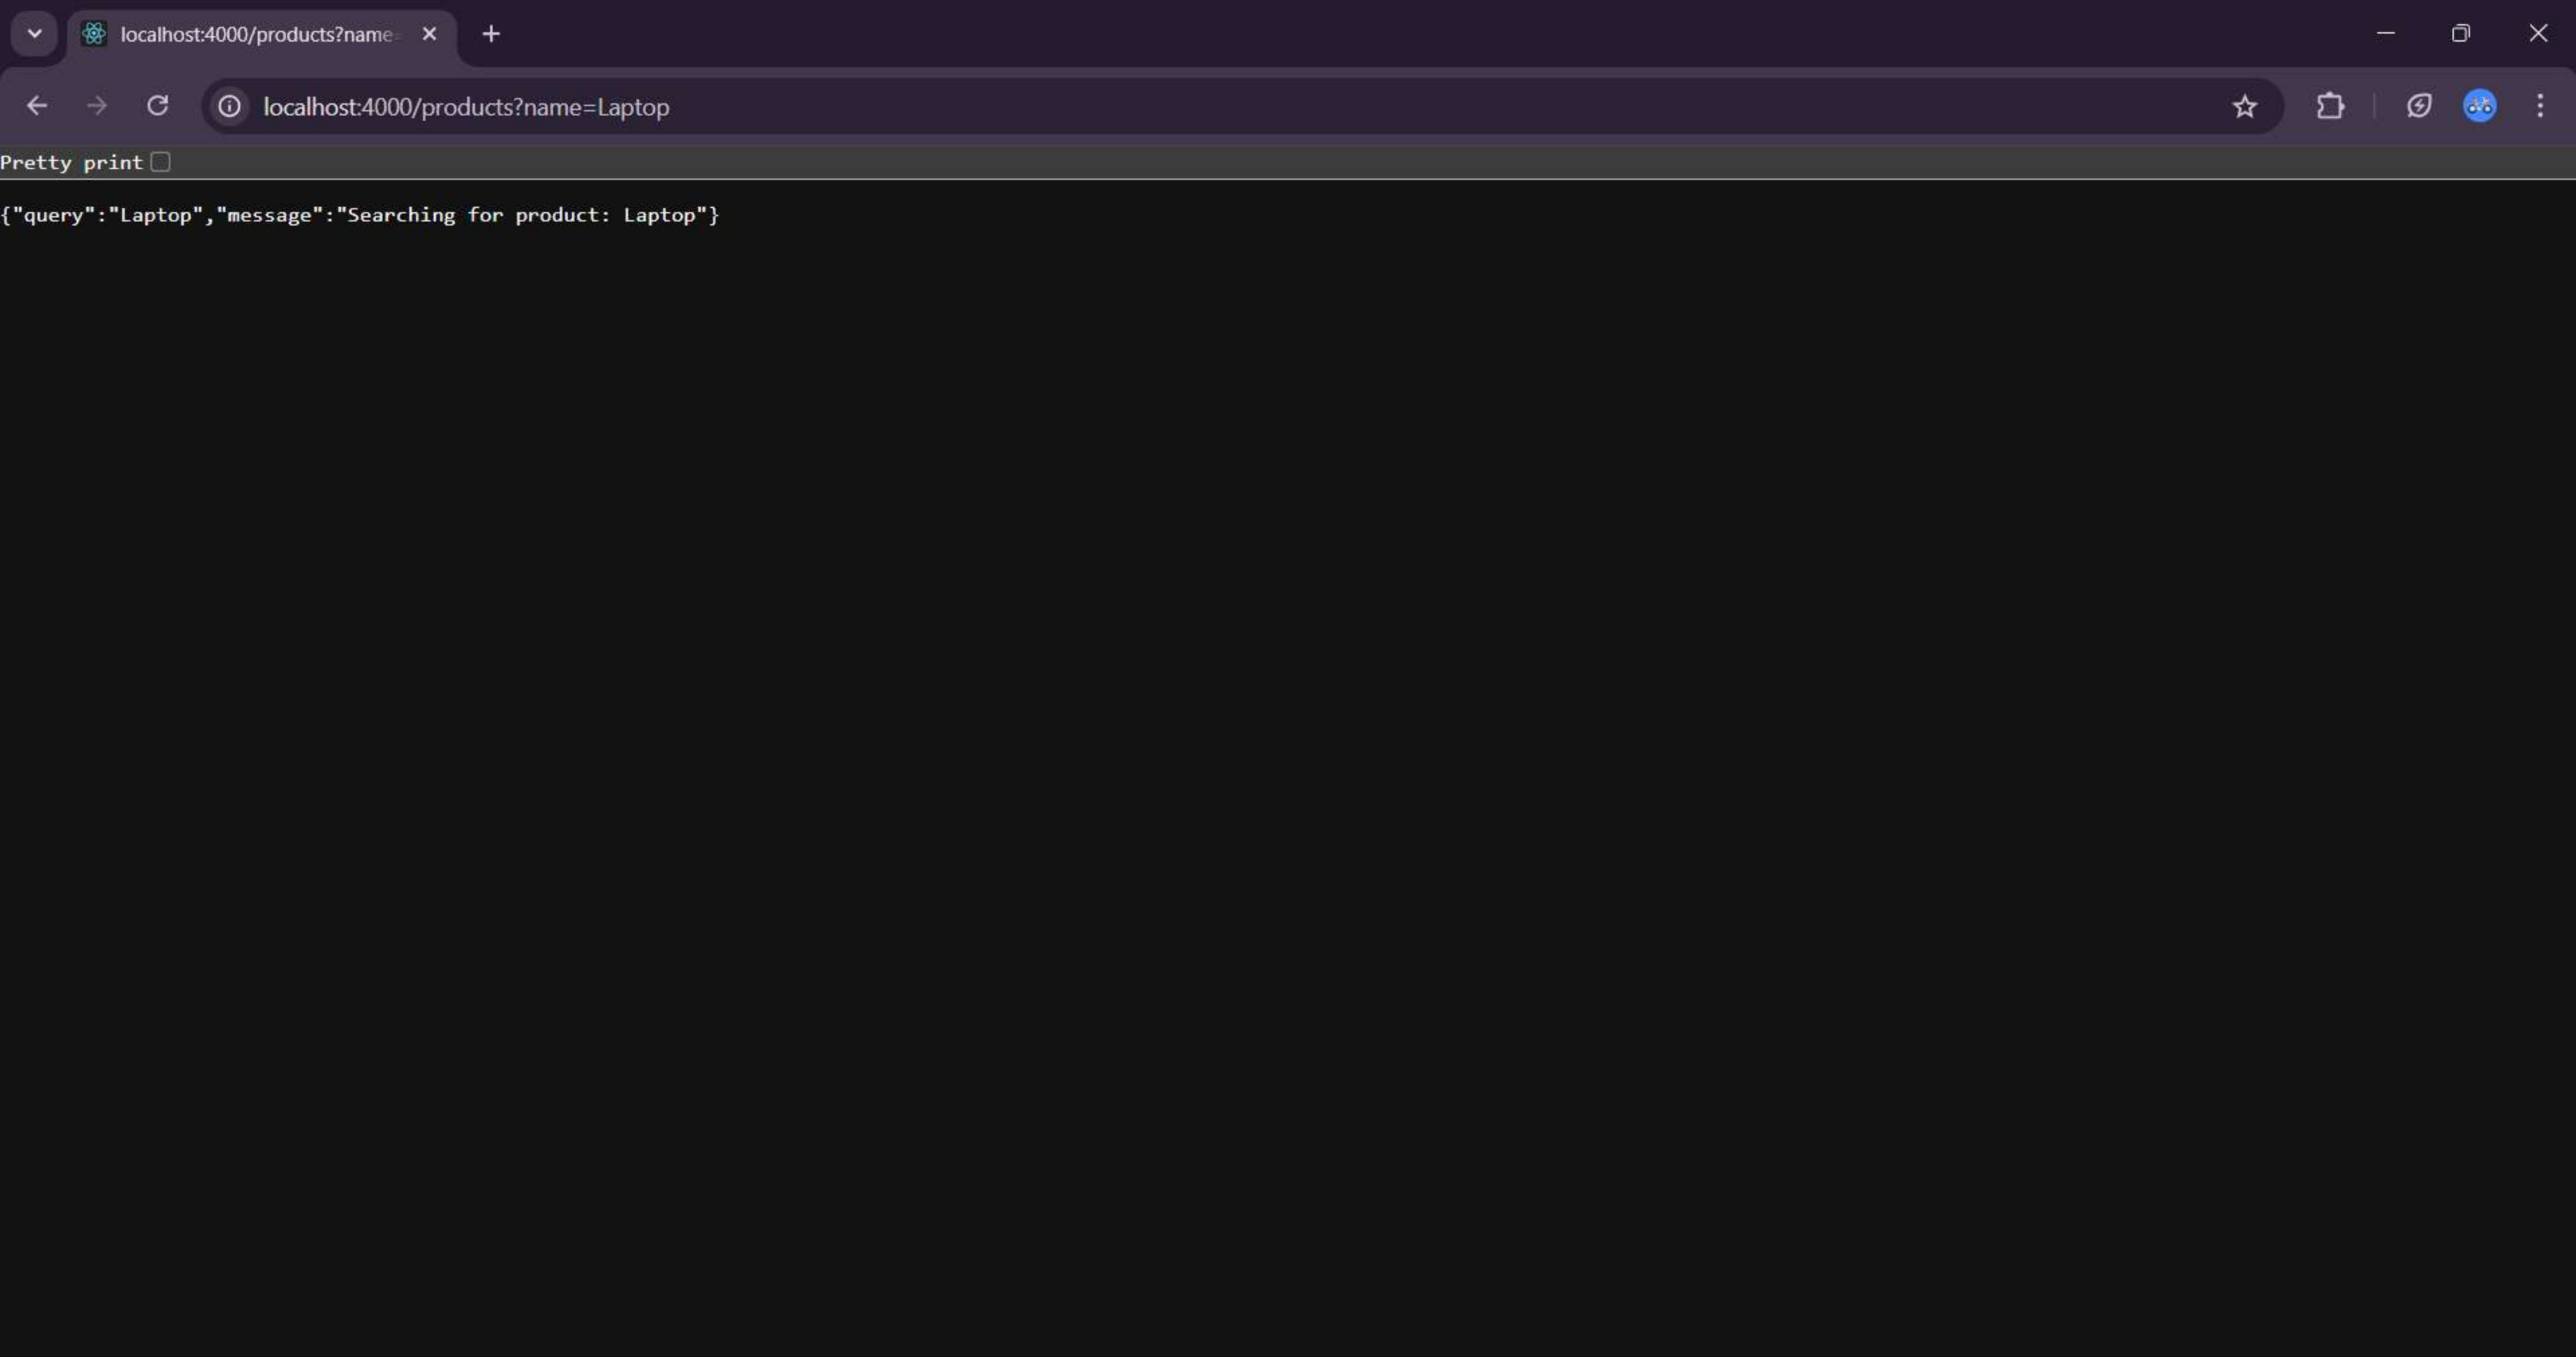 localhost:4000/products?name=
localhost:4000/products?name=Laptop
Pretty print
{"query":"Laptop","message":"Searching for product: Laptop"}